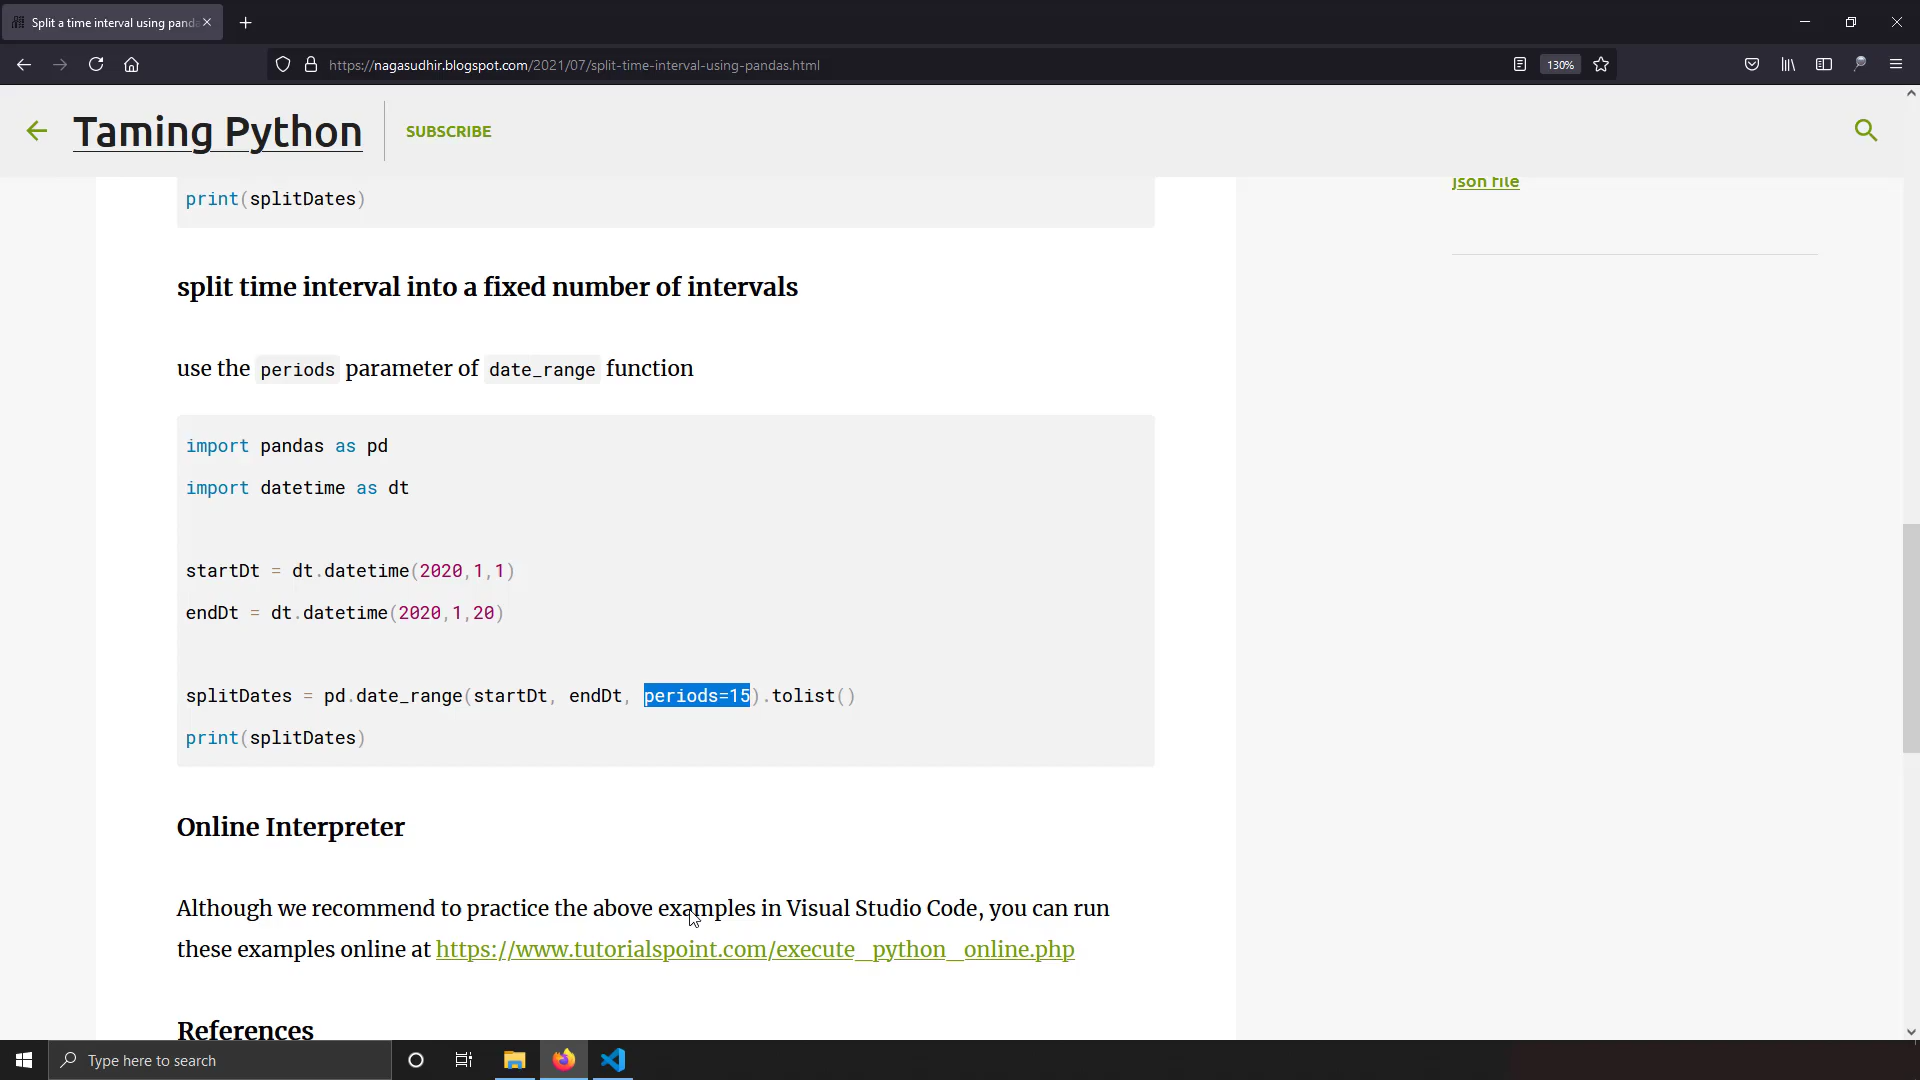 Split a time interval using panda
https://nagasudhir.blogspot.com/2021/07/split-time-interval-using-pandas.html
130%
Taming Python
SUBSCRIBE
print(splitDates)
json file
split time interval into a fixed number of intervals
use the periods parameter of date_range function
import pandas as pd
import datetime as dt
startDt = dt.datetime(2020,1,1)
endDt = dt.datetime(2020,1,20)
splitDates = pd.date_range(startDt, endDt, periods=15).tolist()
print(splitDates)
Online Interpreter
Although we recommend to practice the above examples in Visual Studio Code, you can run
these examples online at https://www.tutorialspoint.com/execute_python_online.php
References
Type here to search